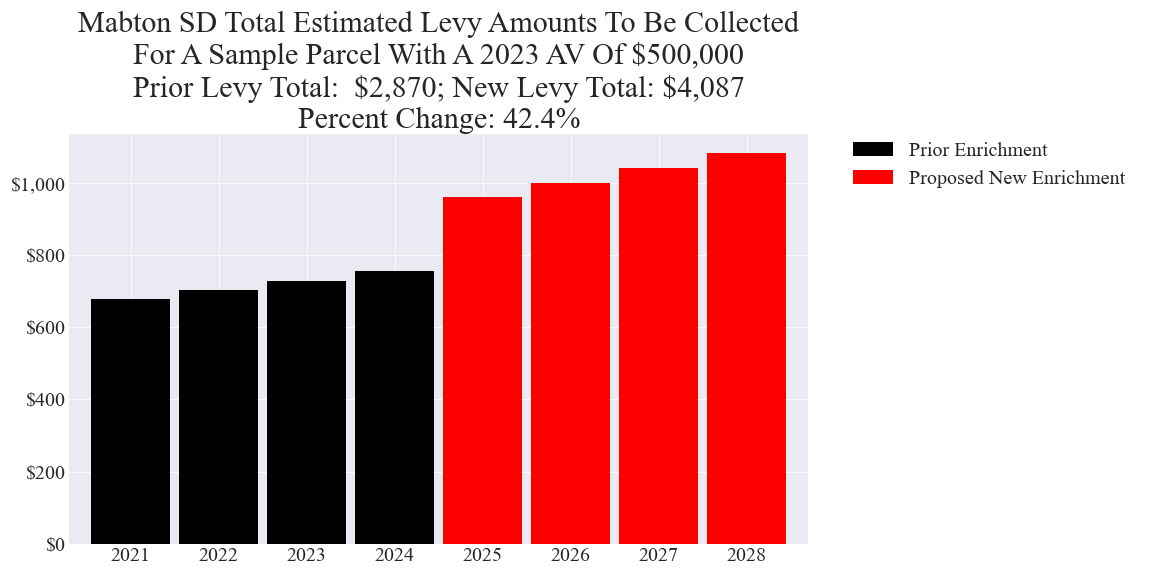 Mabton SD Total Estimated Levy Amounts To Be Collected
For A Sample Parcel With A 2023 AV Of $500,000
Prior Levy Total:  $2,870; New Levy Total: $4,087
Percent Change: 42.4%
Prior Enrichment
Proposed New Enrichment
$1,000
$800
$600
$400
$200
$0
2021 2022 2023 2024 2025 2026 2027 2028